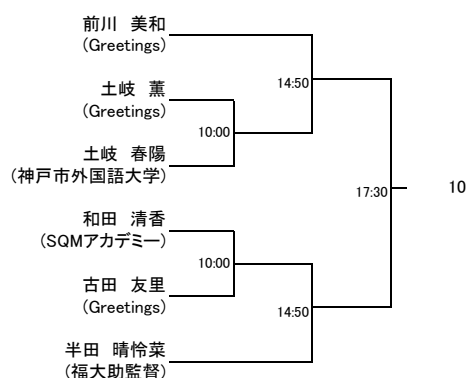 前川　美和
(Greetings)
14:50
土岐　薫
(Greetings)
10:00
土岐　春陽
(神戸市外国語大学)
17:30
10
和田　清香
(SQMアカデミー)
10:00
古田　友里
(Greetings)
14:50
半田　晴怜菜
(福大助監督)